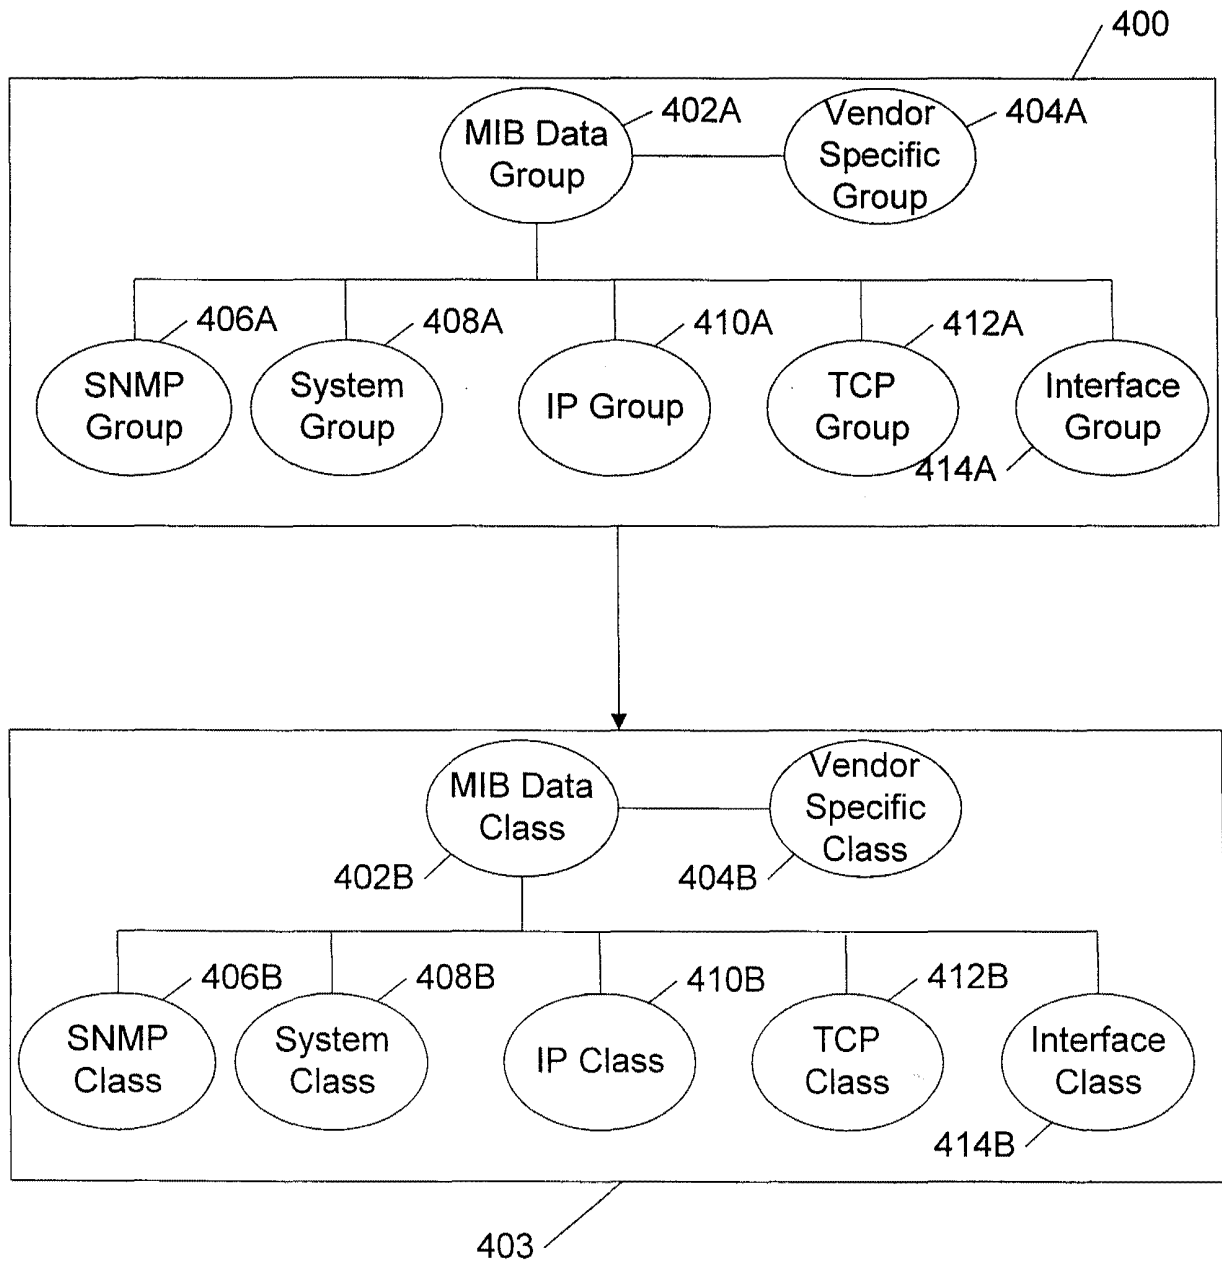 400
MIB Data
Group
402A
Vendor
Specific
Group
404A
406A
408A
410A
412A
SNMP
Group
System
Group
IP Group
TCP
Group
Interface
Group
414A
MIB Data
Class
402B
Vendor
Specific
Class
404B
406B
408B
410B
412B
SNMP
Class
System
Class
IP Class
TCP
Class
Interface
Class
414B
403